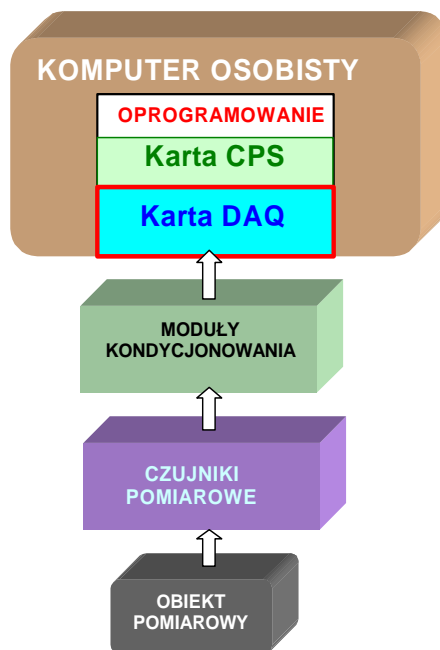 KOMPUTER OSOBISTY
OPROGRAMOWANIE
Karta CPS
Karta DAQ
MODUŁY
KONDYCJONOWANIA
CZUJNIKI
POMIAROWE
OBIEKT
POMIAROWY